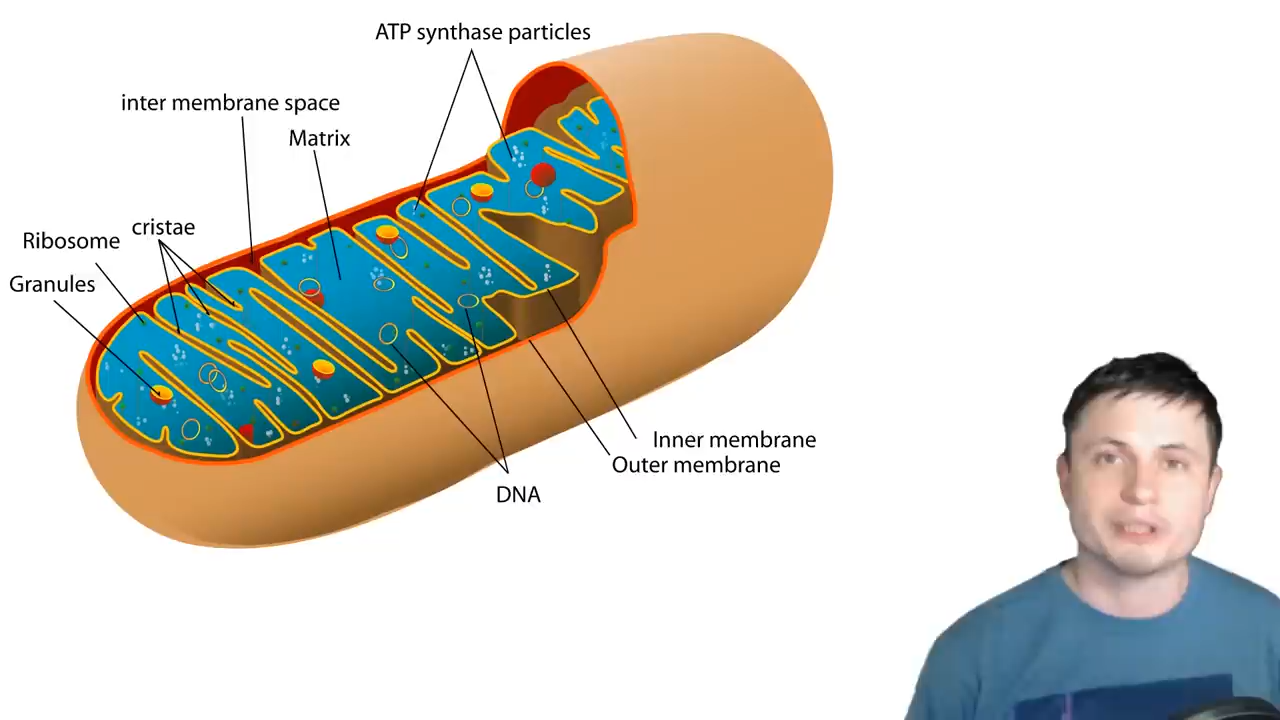 ATP synthase particles
inter membrane space
Matrix
cristae
Ribosome
Granules
Inner membrane
Outer membrane
DNA